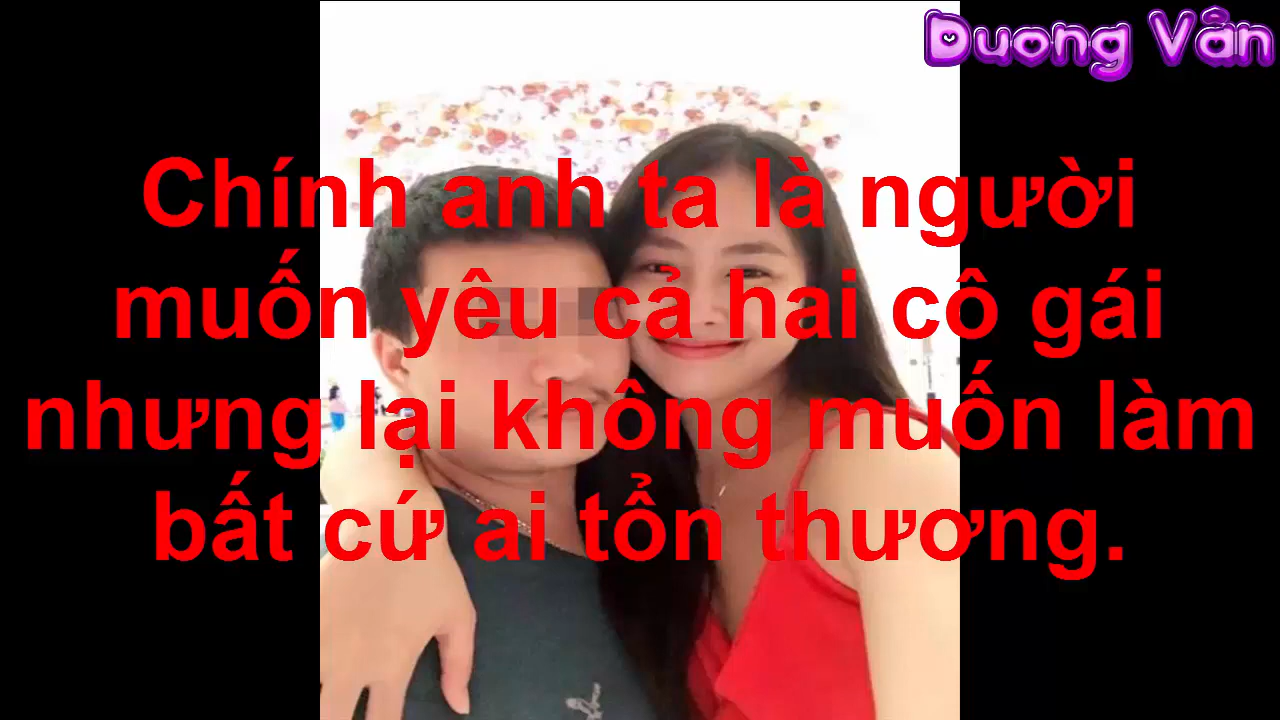 Duong Vân
Chính anh ta là người
muốn yêu cả hai cô gái
nhưng lại không muốn làm
bất cứ ai tổn thương.